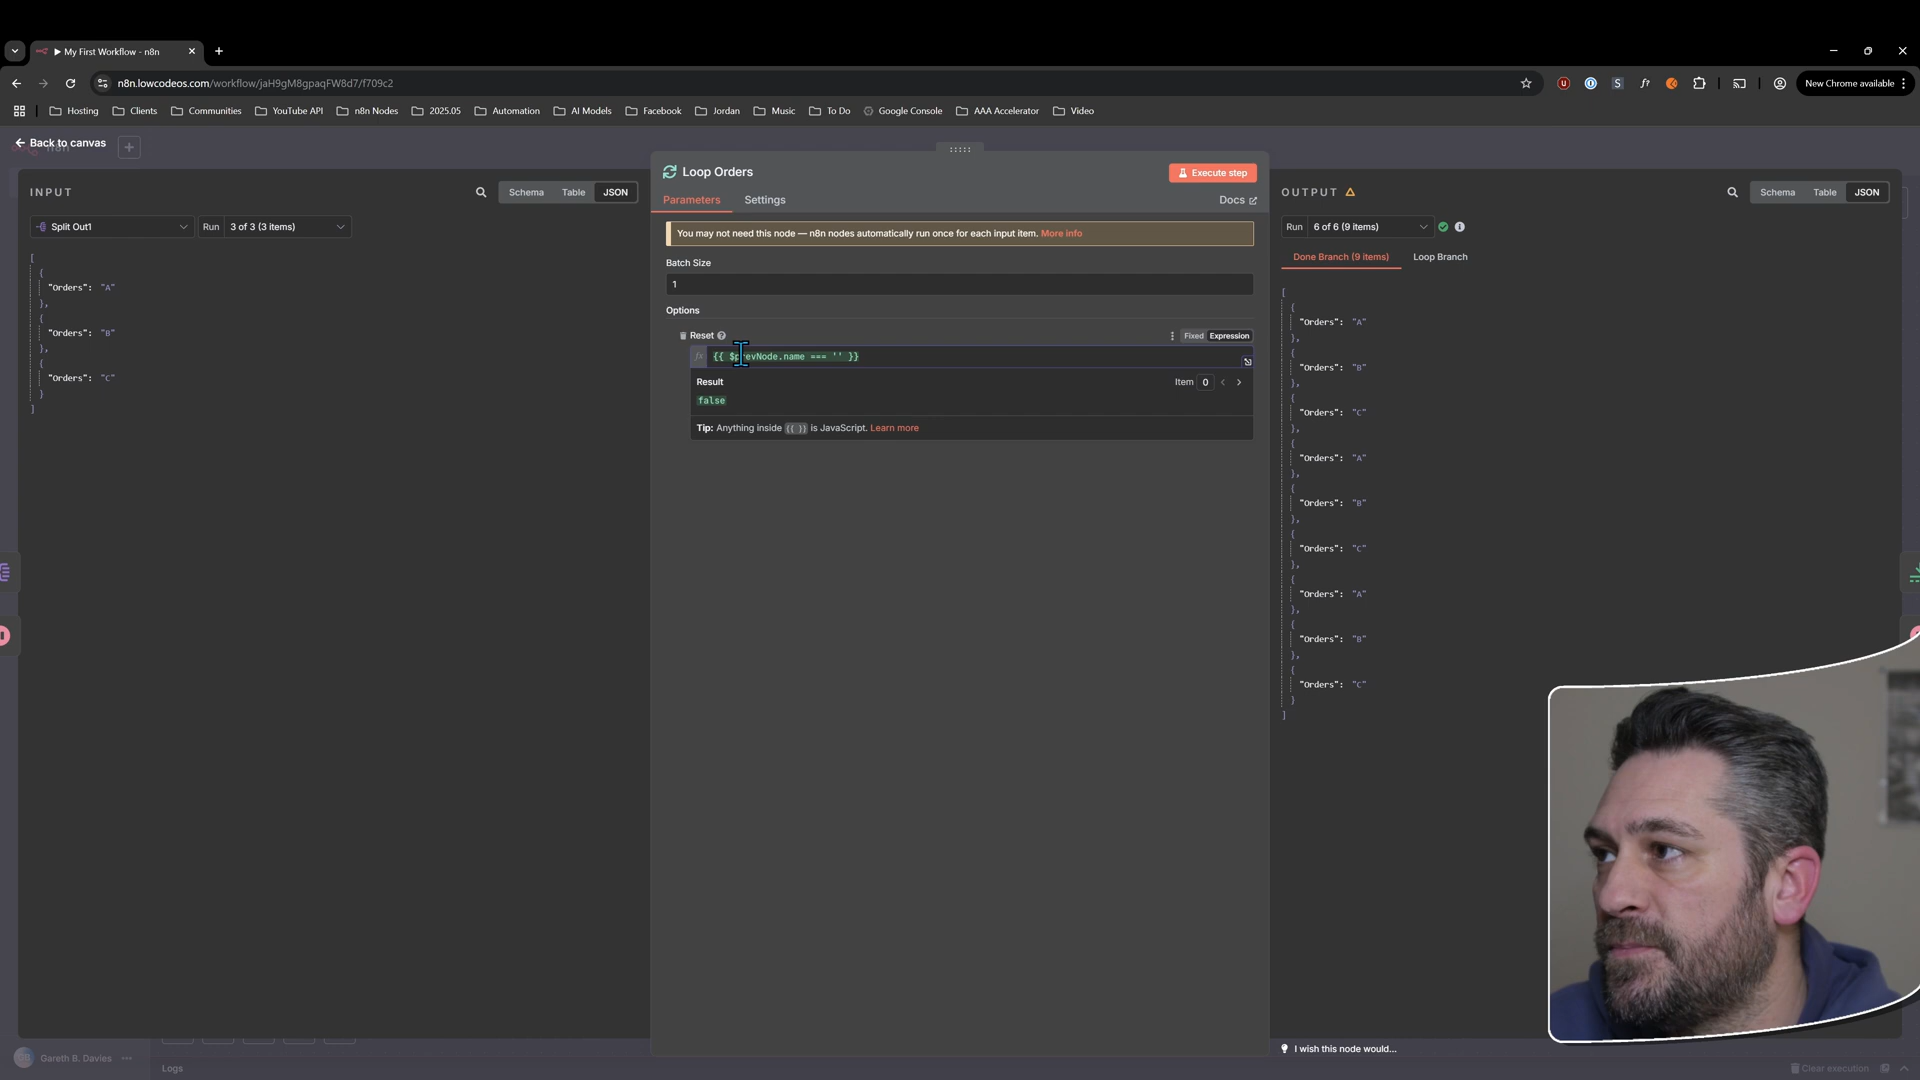 ▶ My First Workflow - n8n
n8n.lowcodeos.com/workflow/jaH9gM8gpaqFW8d7/f709c2
New Chrome available
Hosting
Clients
Communities
YouTube API
n8n Nodes
2025.05
Automation
AI Models
Facebook
Jordan
Music
To Do
Google Console
AAA Accelerator
Video
Back to canvas
INPUT
Schema
Table
JSON
Split Out1
Run
3 of 3 (3 items)
[
{
"Orders": "A"
},
{
"Orders": "B"
},
{
"Orders": "C"
}
]
Loop Orders
Execute step
Parameters
Settings
Docs
You may not need this node — n8n nodes automatically run once for each input item. More info
Batch Size
1
Options
Reset
Fixed
Expression
fx
{{ $prevNode.name === '' }}
Result
Item 0
false
Tip: Anything inside {{ }} is JavaScript. Learn more
OUTPUT
Schema
Table
JSON
Run
6 of 6 (9 items)
Done Branch (9 items)
Loop Branch
[
{
"Orders": "A"
},
{
"Orders": "B"
},
{
"Orders": "C"
},
{
"Orders": "A"
},
{
"Orders": "B"
},
{
"Orders": "C"
},
{
"Orders": "A"
},
{
"Orders": "B"
},
{
"Orders": "C"
}
]
I wish this node would...
Gareth B. Davies
Logs
Clear execution